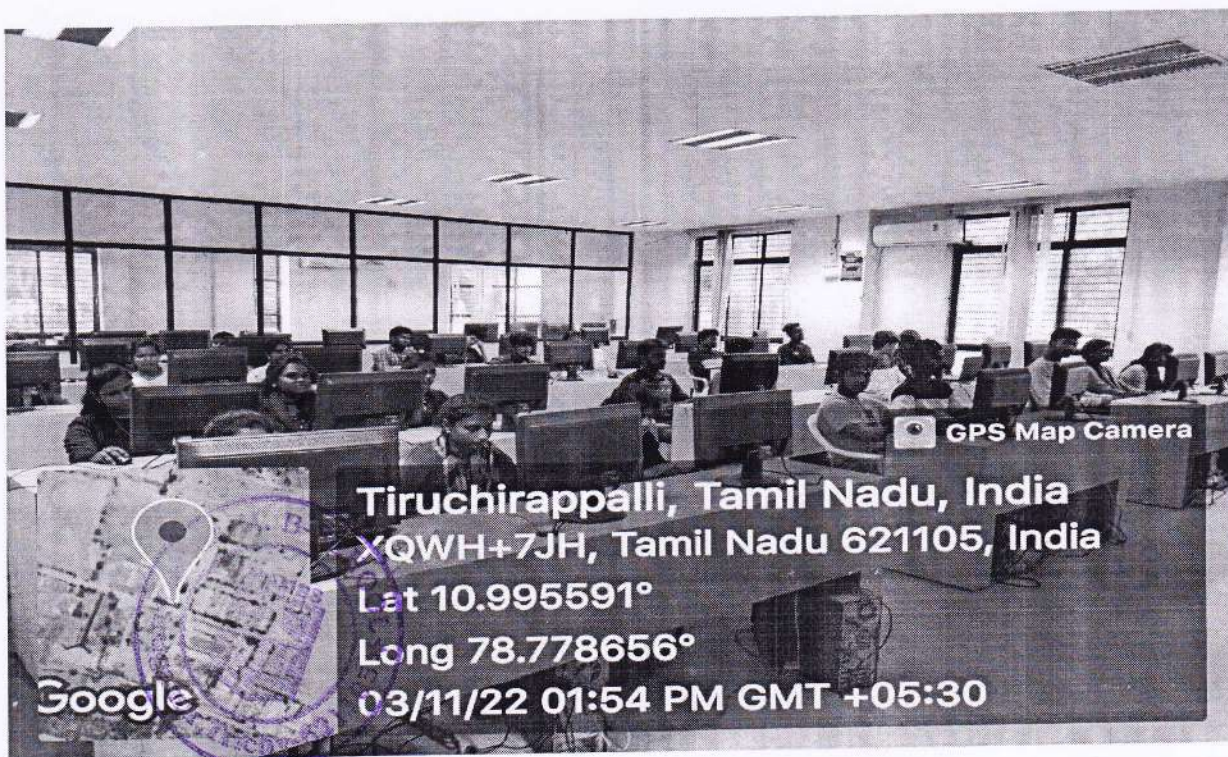 GPS Map Camera
Tiruchirappalli, Tamil Nadu, India
XQWH+7JH, Tamil Nadu 621105, India
Lat 10.995591°
Long 78.778656°
03/11/22 01:54 PM GMT +05:30
Google